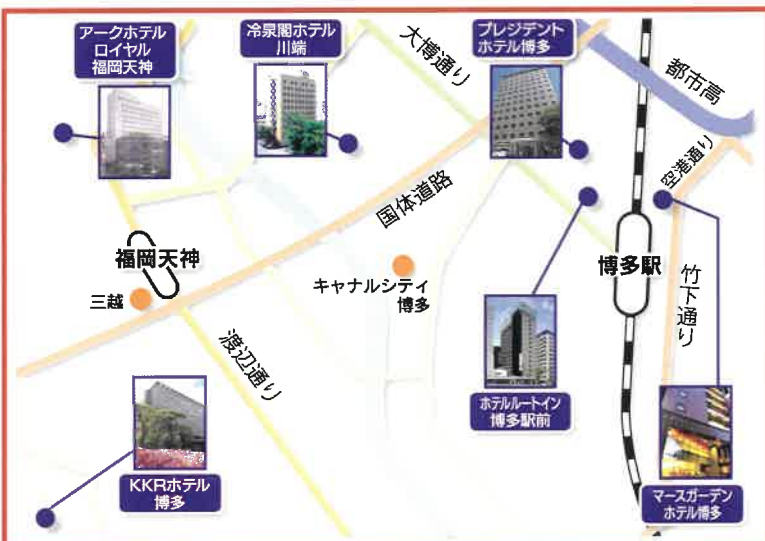 アークホテル
ロイヤル
福岡天神
冷泉閣ホテル
川端
大博通り
プレジデント
ホテル博多
都市高
空港通り
国体道路
福岡天神
三越
キャナルシティ
博多
博多駅
竹下通り
渡辺通り
ホテルルートイン
博多駅前
KKRホテル
博多
マースガーデン
ホテル博多